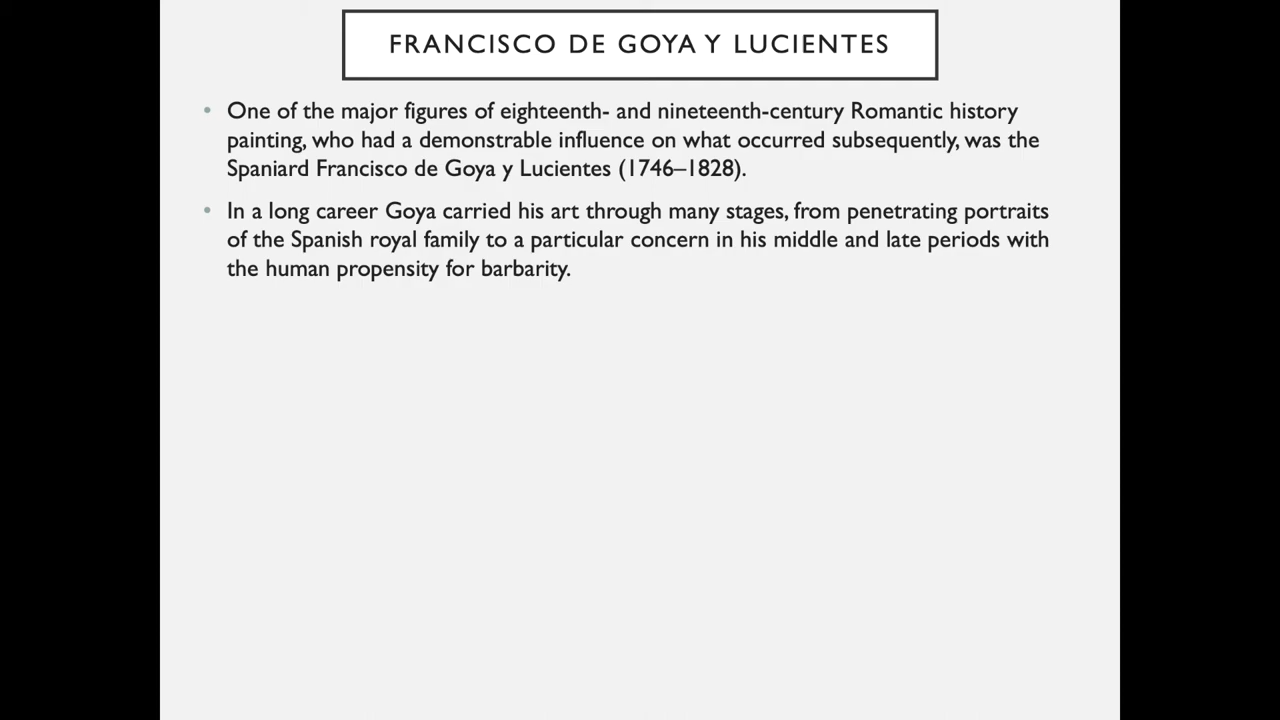 FRANCISCO DE GOYA Y LUCIENTES
• One of the major figures of eighteenth- and nineteenth-century Romantic history
painting, who had a demonstrable influence on what occurred subsequently, was the
Spaniard Francisco de Goya y Lucientes (1746–1828).
• In a long career Goya carried his art through many stages, from penetrating portraits
of the Spanish royal family to a particular concern in his middle and late periods with
the human propensity for barbarity.